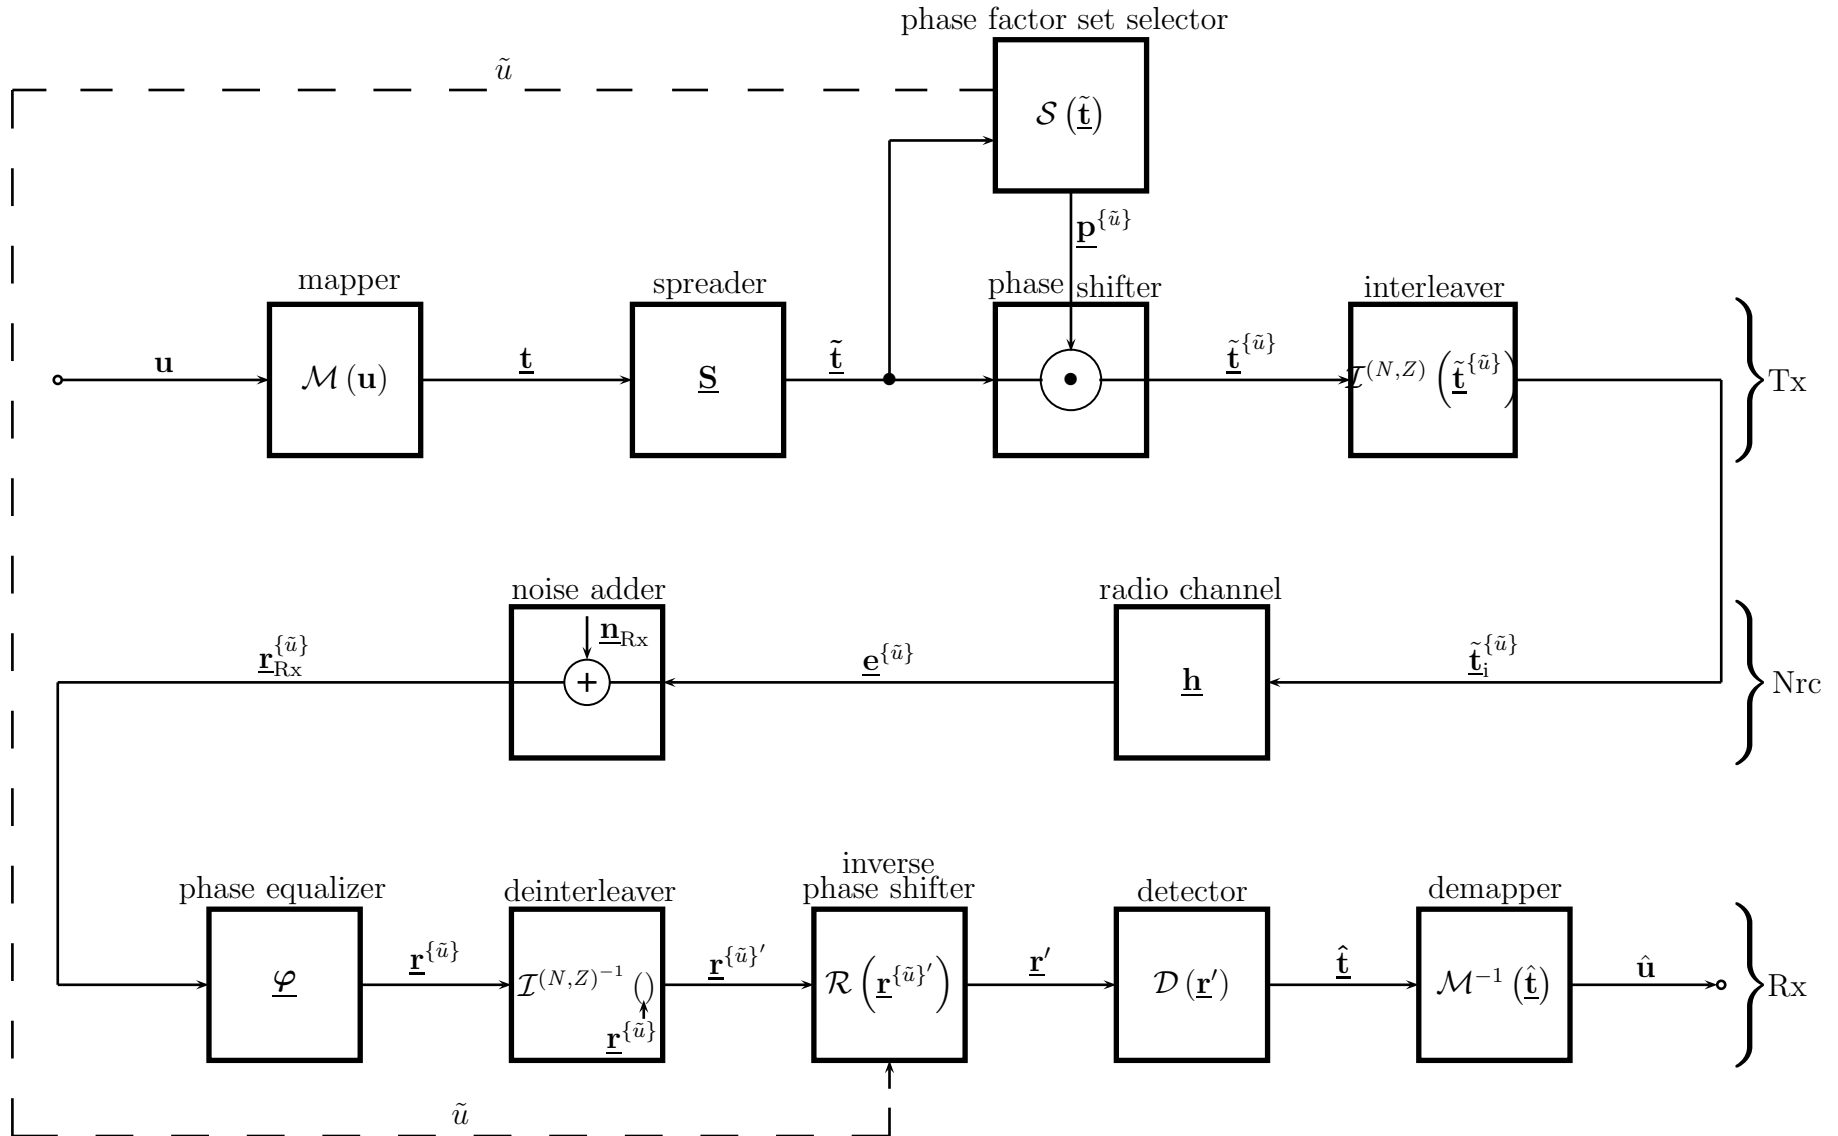 phase factor set selector
ũ
𝒮 (t̲̃)
p̲^{ũ}
mapper
spreader
phase shifter
interleaver
u
ℳ (u)
t̲
S̲
t̲̃
•
t̲̃^{ũ}
ℐ^(N,Z) (t̲̃^{ũ})
Tx
noise adder
radio channel
n̲_Rx
r̲_Rx^{ũ}
+
e̲^{ũ}
h̲
t̲̃_i^{ũ}
Nrc
inverse
phase equalizer
deinterleaver
phase shifter
detector
demapper
φ̲
r̲^{ũ}
ℐ^(N,Z)^−1 ()
r̲^{ũ}
r̲^{ũ}′
ℛ (r̲^{ũ}′)
r̲′
𝒟 (r̲′)
t̲̂
ℳ^−1 (t̲̂)
û
Rx
ũ